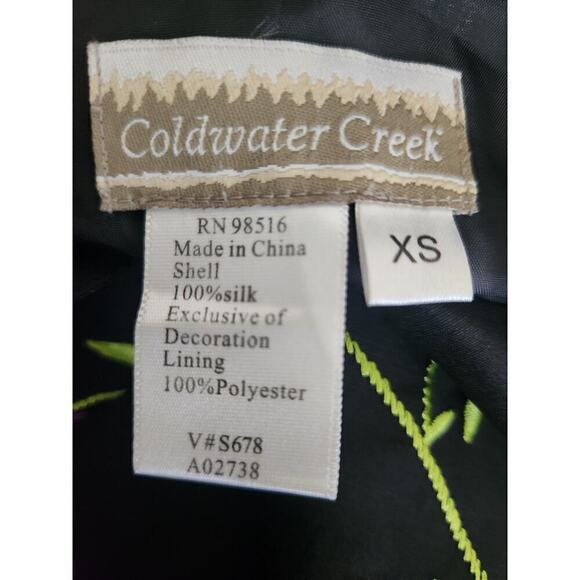 Coldwater Creek
XS
RN 98516
Made in China
Shell
100%silk
Exclusive of
Decoration
Lining
100%Polyester
V#S678
A02738